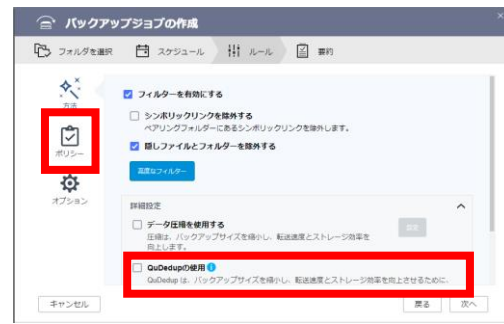 バックアップジョブの作成
フォルダを選択
スケジュール
ルール
要約
方法
フィルターを有効にする
シンボリックリンクを除外する
ペアリングフォルダーにあるシンボリックリンクを除外します。
ポリシー
隠しファイルとフォルダーを除外する
高度なフィルター
オプション
詳細設定
データ圧縮を使用する
圧縮は、バックアップサイズを縮小し、転送速度とストレージ効率を
向上します。
設定
QuDedupの使用
QuDedup は、バックアップサイズを縮小し、転送速度とストレージ効率を向上させるために、
キャンセル
戻る
次へ